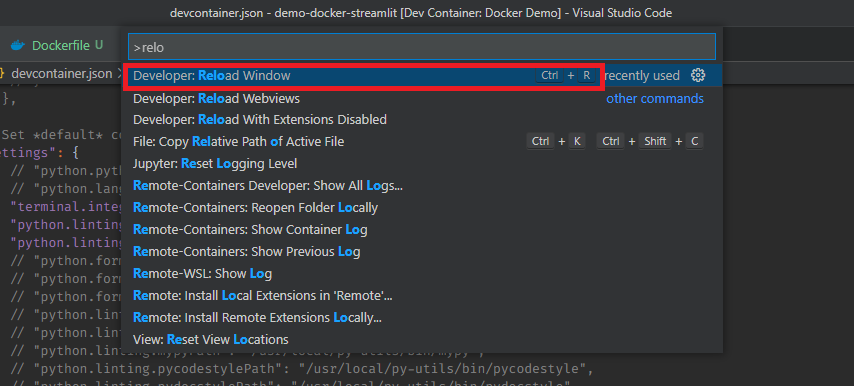 devcontainer.json - demo-docker-streamlit [Dev Container: Docker Demo] - Visual Studio Code
Dockerfile U
>relo
} devcontainer.json
Developer: Reload Window Ctrl + R recently used
},
Developer: Reload Webviews other commands
Developer: Reload With Extensions Disabled
Set *default* co
File: Copy Relative Path of Active File Ctrl + K Ctrl + Shift + C
ettings": {
Jupyter: Reset Logging Level
// "python.pyt
Remote-Containers Developer: Show All Logs...
// "python.lang
Remote-Containers: Reopen Folder Locally
"terminal.integ
Remote-Containers: Show Container Log
"python.linting
Remote-Containers: Show Previous Log
"python.linting
// "python.form
Remote-WSL: Show Log
// "python.form
Remote: Install Local Extensions in 'Remote'...
// "python.form
Remote: Install Remote Extensions Locally...
// "python.lint
View: Reset View Locations
// "python.lint
// "python.linting.mypyPath": "/usr/local/py-utils/bin/mypy",
// "python.linting.pycodestylePath": "/usr/local/py-utils/bin/pycodestyle",
// "python.linting.pydocstylePath": "/usr/local/py-utils/bin/pydocstyle"